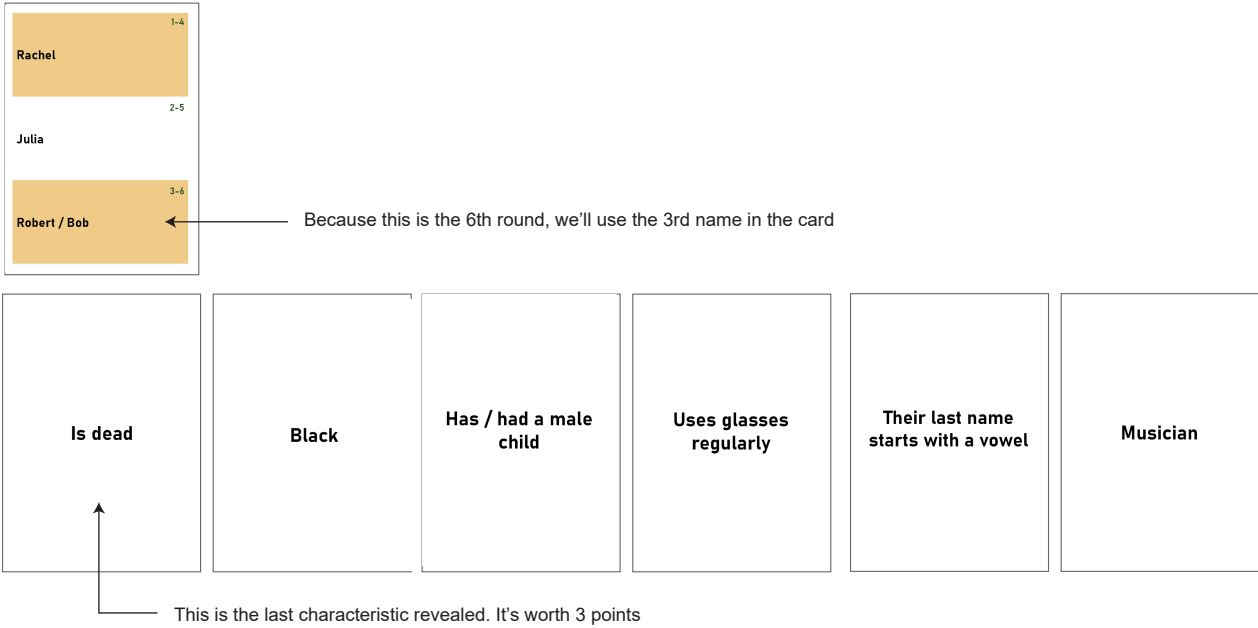 1-4
Rachel
2-5
Julia
3-6
Robert / Bob
Because this is the 6th round, we'll use the 3rd name in the card
Is dead
Black
Has / had a male
child
Uses glasses
regularly
Their last name
starts with a vowel
Musician
This is the last characteristic revealed. It's worth 3 points